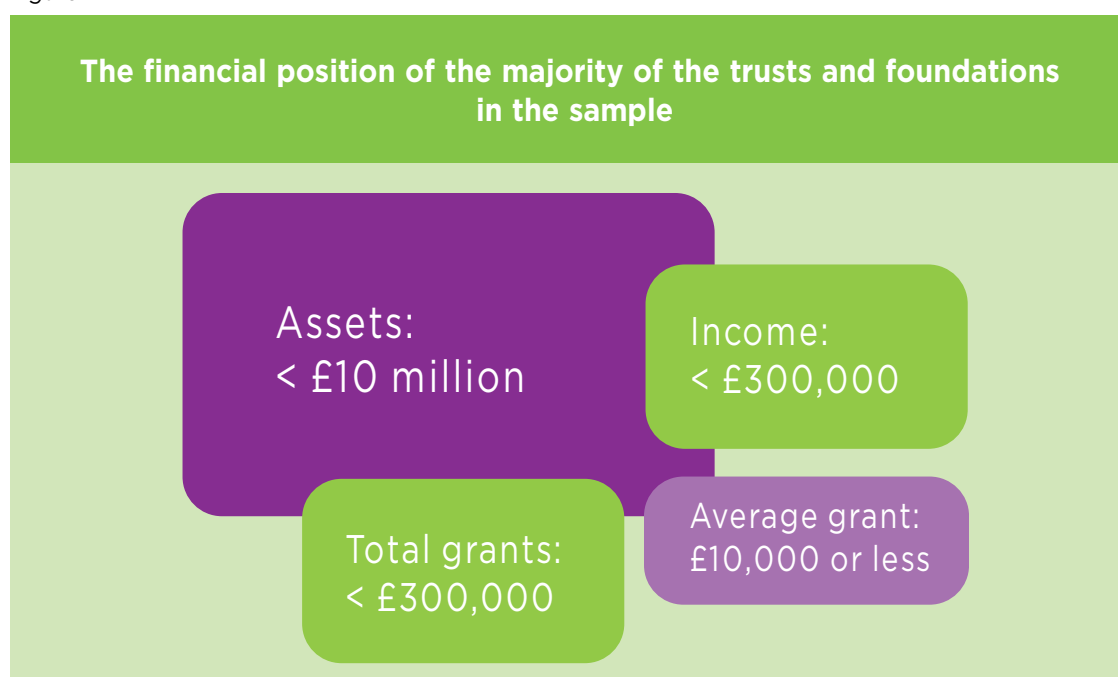 The financial position of the majority of the trusts and foundations
in the sample
Assets:
< £10 million
Income:
< £300,000
Total grants:
< £300,000
Average grant:
£10,000 or less